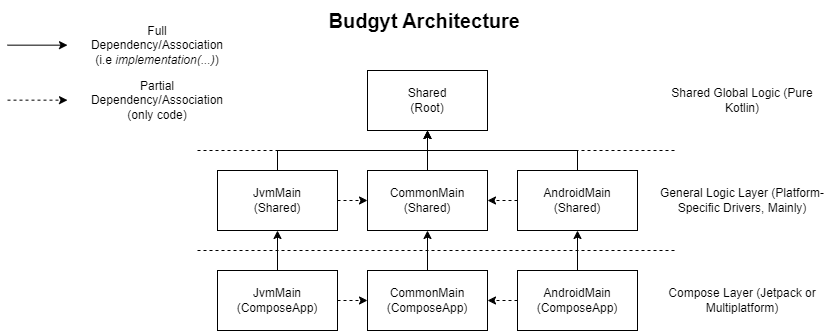 Budgyt Architecture
Full
Dependency/Association
(i.e implementation(...))
Partial
Dependency/Association
(only code)
Shared
(Root)
Shared Global Logic (Pure
Kotlin)
JvmMain
(Shared)
CommonMain
(Shared)
AndroidMain
(Shared)
General Logic Layer (Platform-
Specific Drivers, Mainly)
JvmMain
(ComposeApp)
CommonMain
(ComposeApp)
AndroidMain
(ComposeApp)
Compose Layer (Jetpack or
Multiplatform)